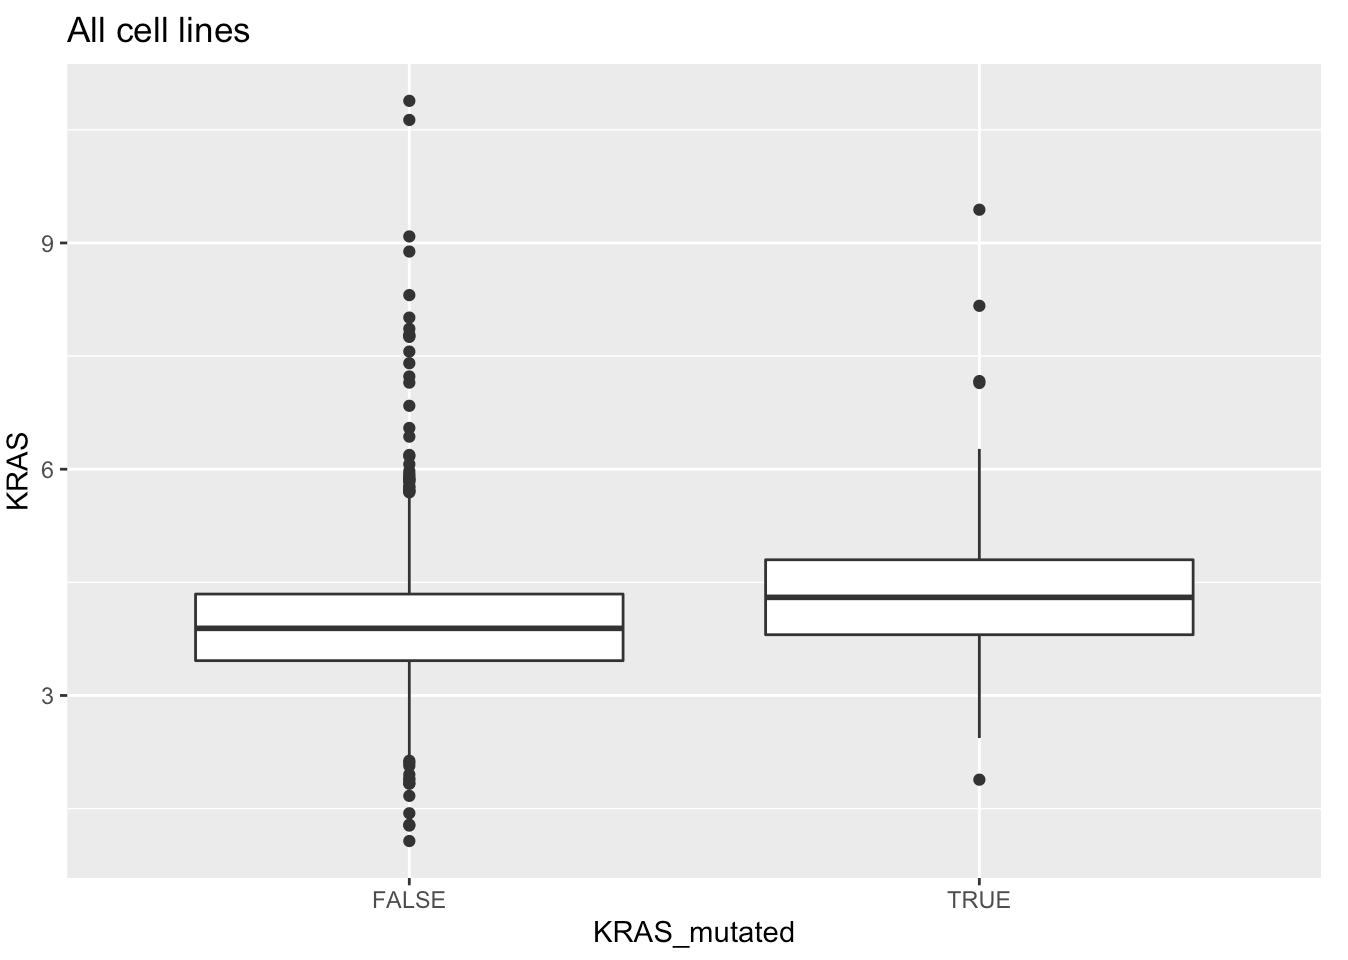 All cell lines
KRAS
9
6
3
FALSE
TRUE
KRAS_mutated